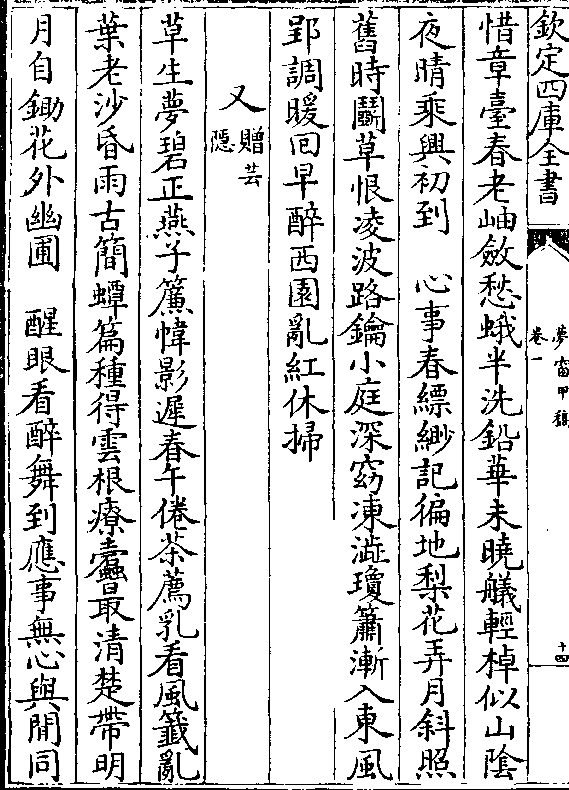 欽定四庫全書
夢窗甲稿
卷一
十四
惜章臺春老岫斂愁蛾半洗鉛華未曉艤輕棹似山陰
夜晴乘興初到　心事春縹緲記徧地梨花弄月斜照
舊時鬬草恨凌波路鑰小庭深窈凍澁瓊簫漸入東風
郢調暖回早醉西園亂紅休掃
又贈芸隱
草生夢碧正燕子簾幃影遲春午倦茶薦乳看風籤亂
葉老沙昏雨古簡蟫篇種得雲根療蠹最清楚帶明
月自鋤花外幽圃　醒眼看醉舞到應事無心與閒同